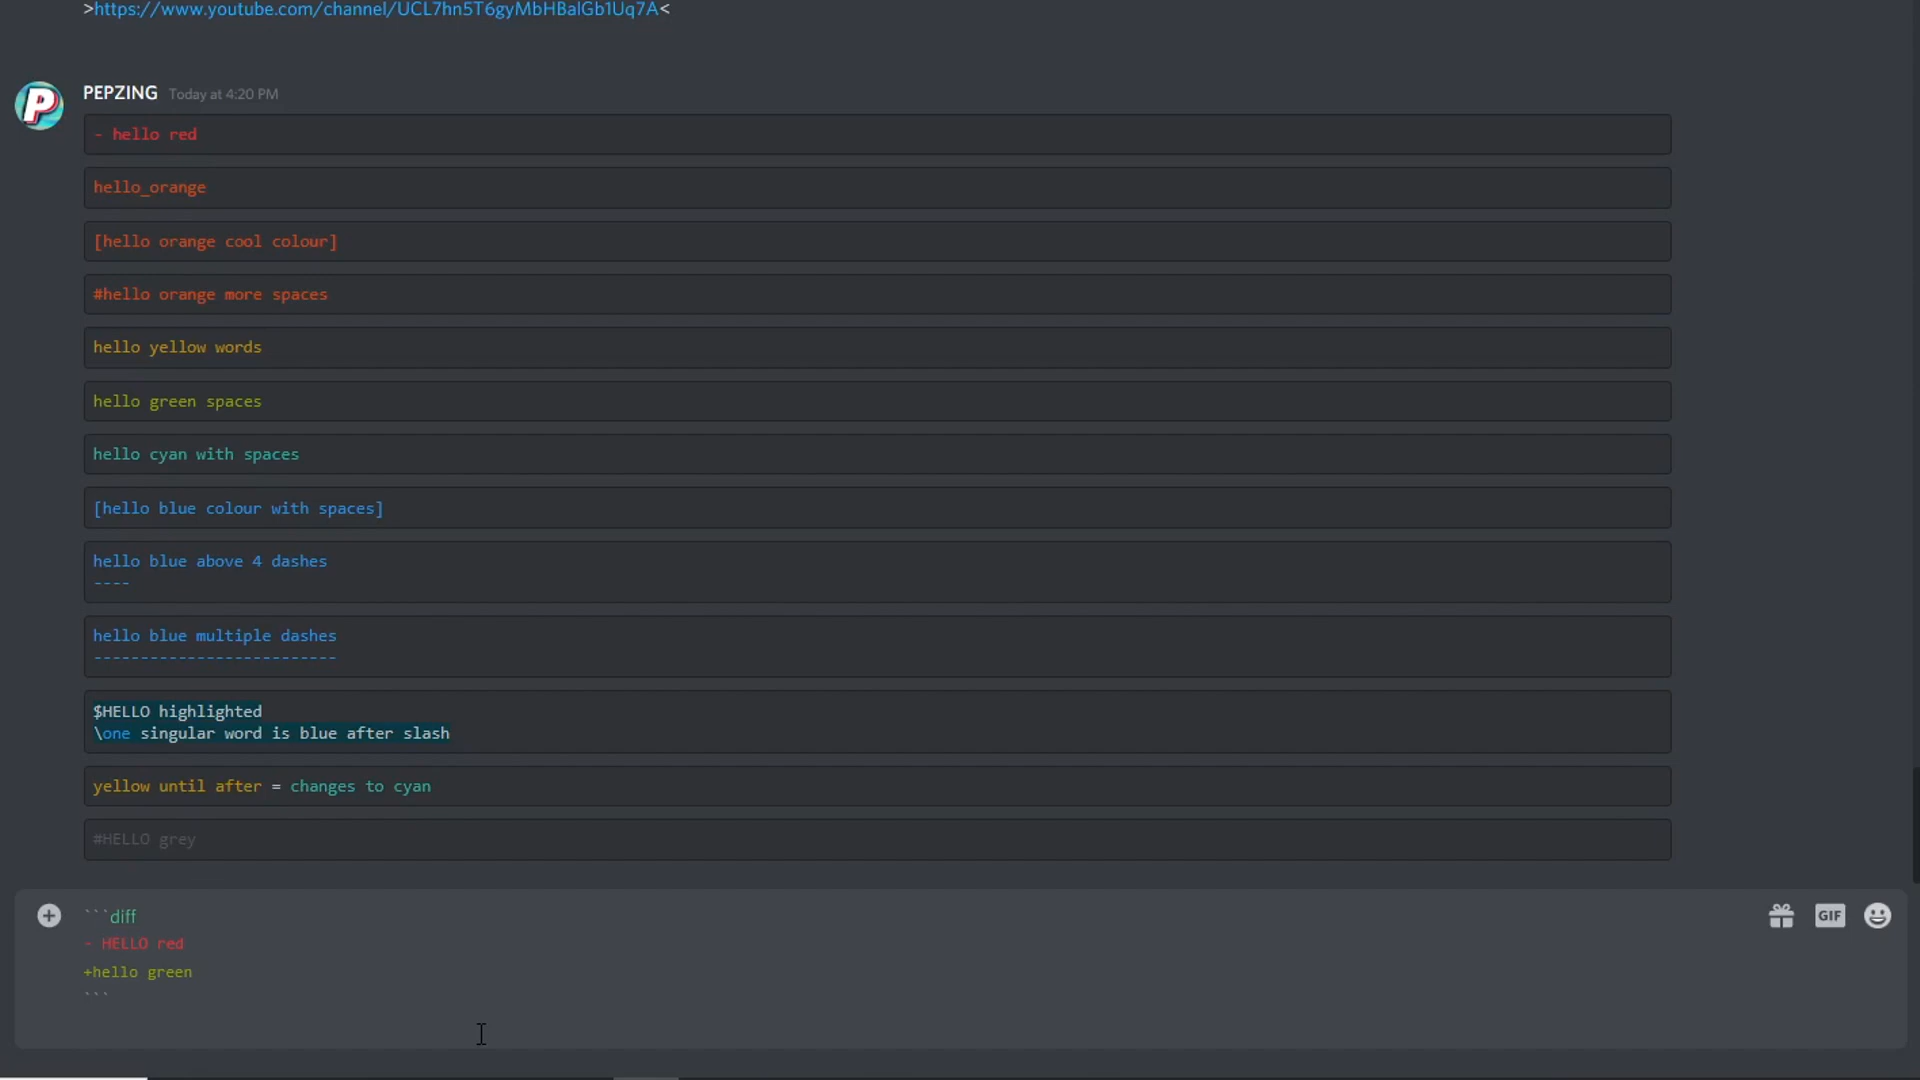 >https://www.youtube.com/channel/UCL7hn5T6gyMbHBalGb1Uq7A<
PEPZING Today at 4:20 PM
- hello red
hello_orange
[hello orange cool colour]
#hello orange more spaces
hello yellow words
hello green spaces
hello cyan with spaces
[hello blue colour with spaces]
hello blue above 4 dashes
----
hello blue multiple dashes
--------------------------
$HELLO highlighted
\one singular word is blue after slash
yellow until after = changes to cyan
#HELLO grey
```diff
- HELLO red
+hello green
```
GIF